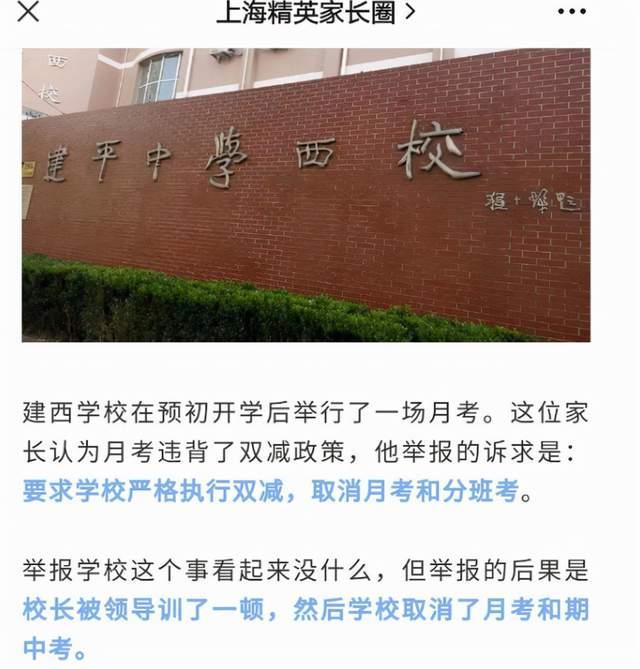 上海精英家长圈
西
校
建平中学西校
建西学校在预初开学后举行了一场月考。这位家
长认为月考违背了双减政策，他举报的诉求是：
要求学校严格执行双减，取消月考和分班考。
举报学校这个事看起来没什么，但举报的后果是
校长被领导训了一顿，然后学校取消了月考和期
中考。